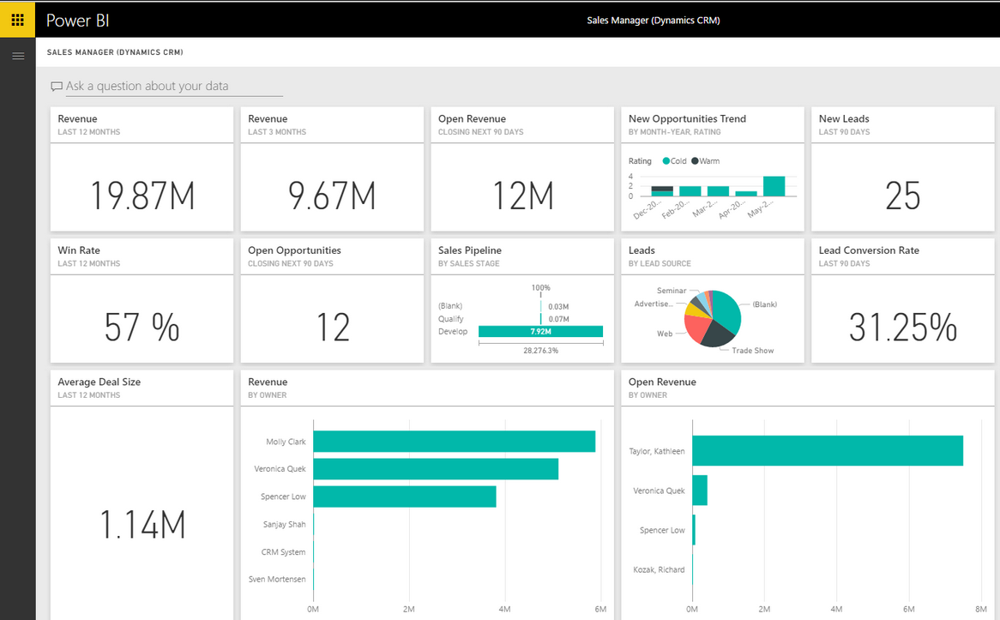 Power BI
Sales Manager (Dynamics CRM)
SALES MANAGER (DYNAMICS CRM)
Ask a question about your data
Revenue
LAST 12 MONTHS
19.87M
Revenue
LAST 3 MONTHS
9.67M
Open Revenue
CLOSING NEXT 90 DAYS
12M
New Opportunities Trend
BY MONTH-YEAR, RATING
Rating Cold Warm
4
2
0
Dec-20... Feb-20... Mar-2... Apr-20... May-2...
New Leads
LAST 90 DAYS
25
Win Rate
LAST 12 MONTHS
57 %
Open Opportunities
CLOSING NEXT 90 DAYS
12
Sales Pipeline
BY SALES STAGE
100%
(Blank) 0.03M
Qualify 0.07M
Develop 7.92M
28,276.3%
Leads
BY LEAD SOURCE
Seminar
Advertise...
(Blank)
Web
Trade Show
Lead Conversion Rate
LAST 90 DAYS
31.25%
Average Deal Size
LAST 12 MONTHS
1.14M
Revenue
BY OWNER
Molly Clark
Veronica Quek
Spencer Low
Sanjay Shah
CRM System
Sven Mortensen
0M 2M 4M 6M
Open Revenue
BY OWNER
Taylor, Kathleen
Veronica Quek
Spencer Low
Kozak, Richard
0M 2M 4M 6M 8M